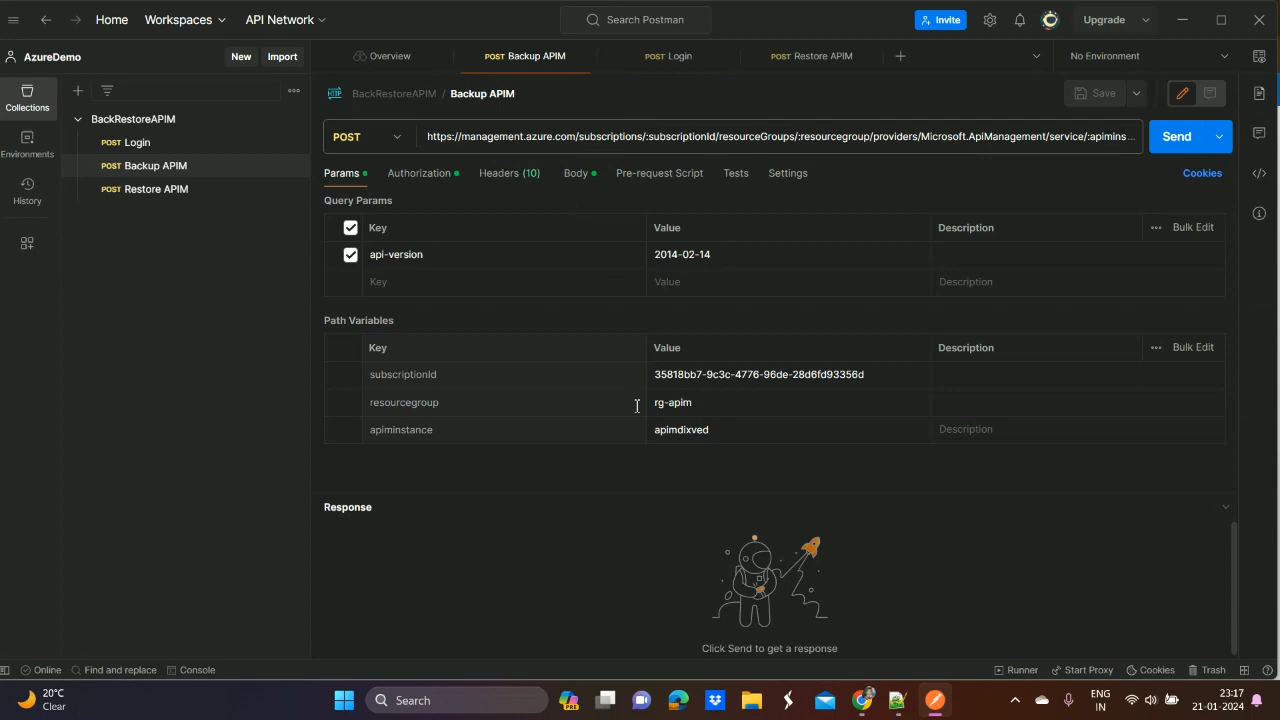 Home Workspaces API Network Search Postman Invite Upgrade
AzureDemo New Import Overview POST Backup APIM POST Login POST Restore APIM No Environment
Collections
Environments
History
BackRestoreAPIM
POST Login
POST Backup APIM
POST Restore APIM
HTTP BackRestoreAPIM / Backup APIM Save
POST https://management.azure.com/subscriptions/:subscriptionId/resourceGroups/:resourcegroup/providers/Microsoft.ApiManagement/service/:apimins... Send
Params Authorization Headers (10) Body Pre-request Script Tests Settings Cookies
Query Params
Key Value Description Bulk Edit
api-version 2014-02-14
Key Value Description
Path Variables
Key Value Description Bulk Edit
subscriptionId 35818bb7-9c3c-4776-96de-28d6fd93356d
resourcegroup rg-apim
apiminstance apimdixved Description
Response
Click Send to get a response
Online Find and replace Console Runner Start Proxy Cookies Trash
20°C
Clear
Search
PRE
ENG
IN
23:17
21-01-2024